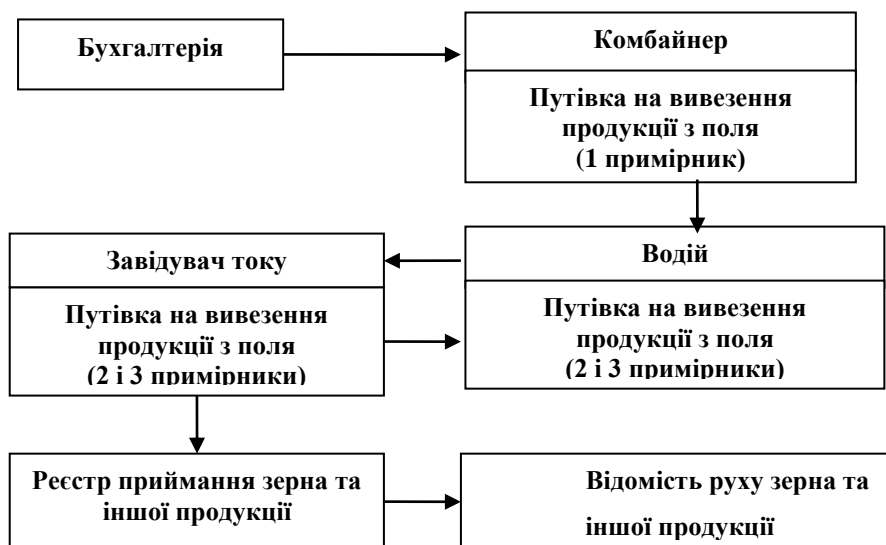 Бухгалтерія
Комбайнер
Путівка на вивезення
продукції з поля
(1 примірник)
Завідувач току
Водій
Путівка на вивезення
продукції з поля
(2 і 3 примірники)
Путівка на вивезення
продукції з поля
(2 і 3 примірники)
Реєстр приймання зерна та
іншої продукції
Відомість руху зерна та
іншої продукції